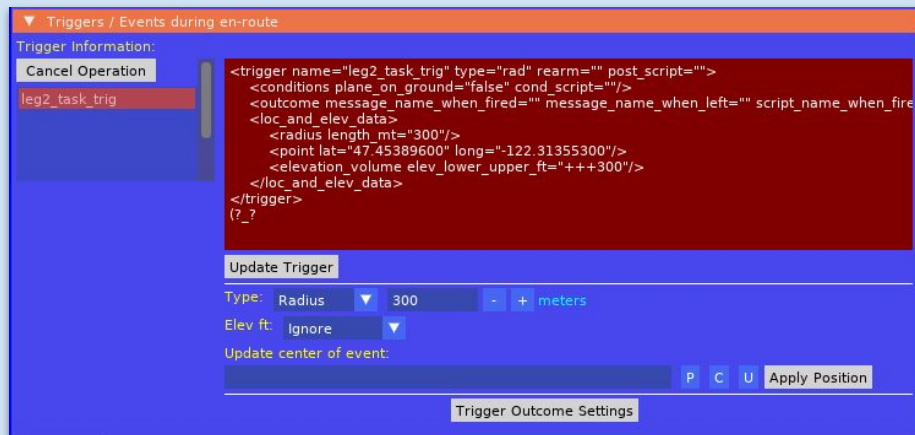 ▼ Triggers / Events during en-route
Trigger Information:
Cancel Operation
leg2_task_trig
<trigger name="leg2_task_trig" type="rad" rearm="" post_script="">
<conditions plane_on_ground="false" cond_script=""/>
<outcome message_name_when_fired="" message_name_when_left="" script_name_when_fire
<loc_and_elev_data>
<radius length_mt="300"/>
<point lat="47.45389600" long="-122.31355300"/>
<elevation_volume elev_lower_upper_ft="+++300"/>
</loc_and_elev_data>
</trigger>
(?_?
Update Trigger
Type: Radius ▼ 300 - + meters
Elev ft: Ignore ▼
Update center of event:
P C U Apply Position
Trigger Outcome Settings